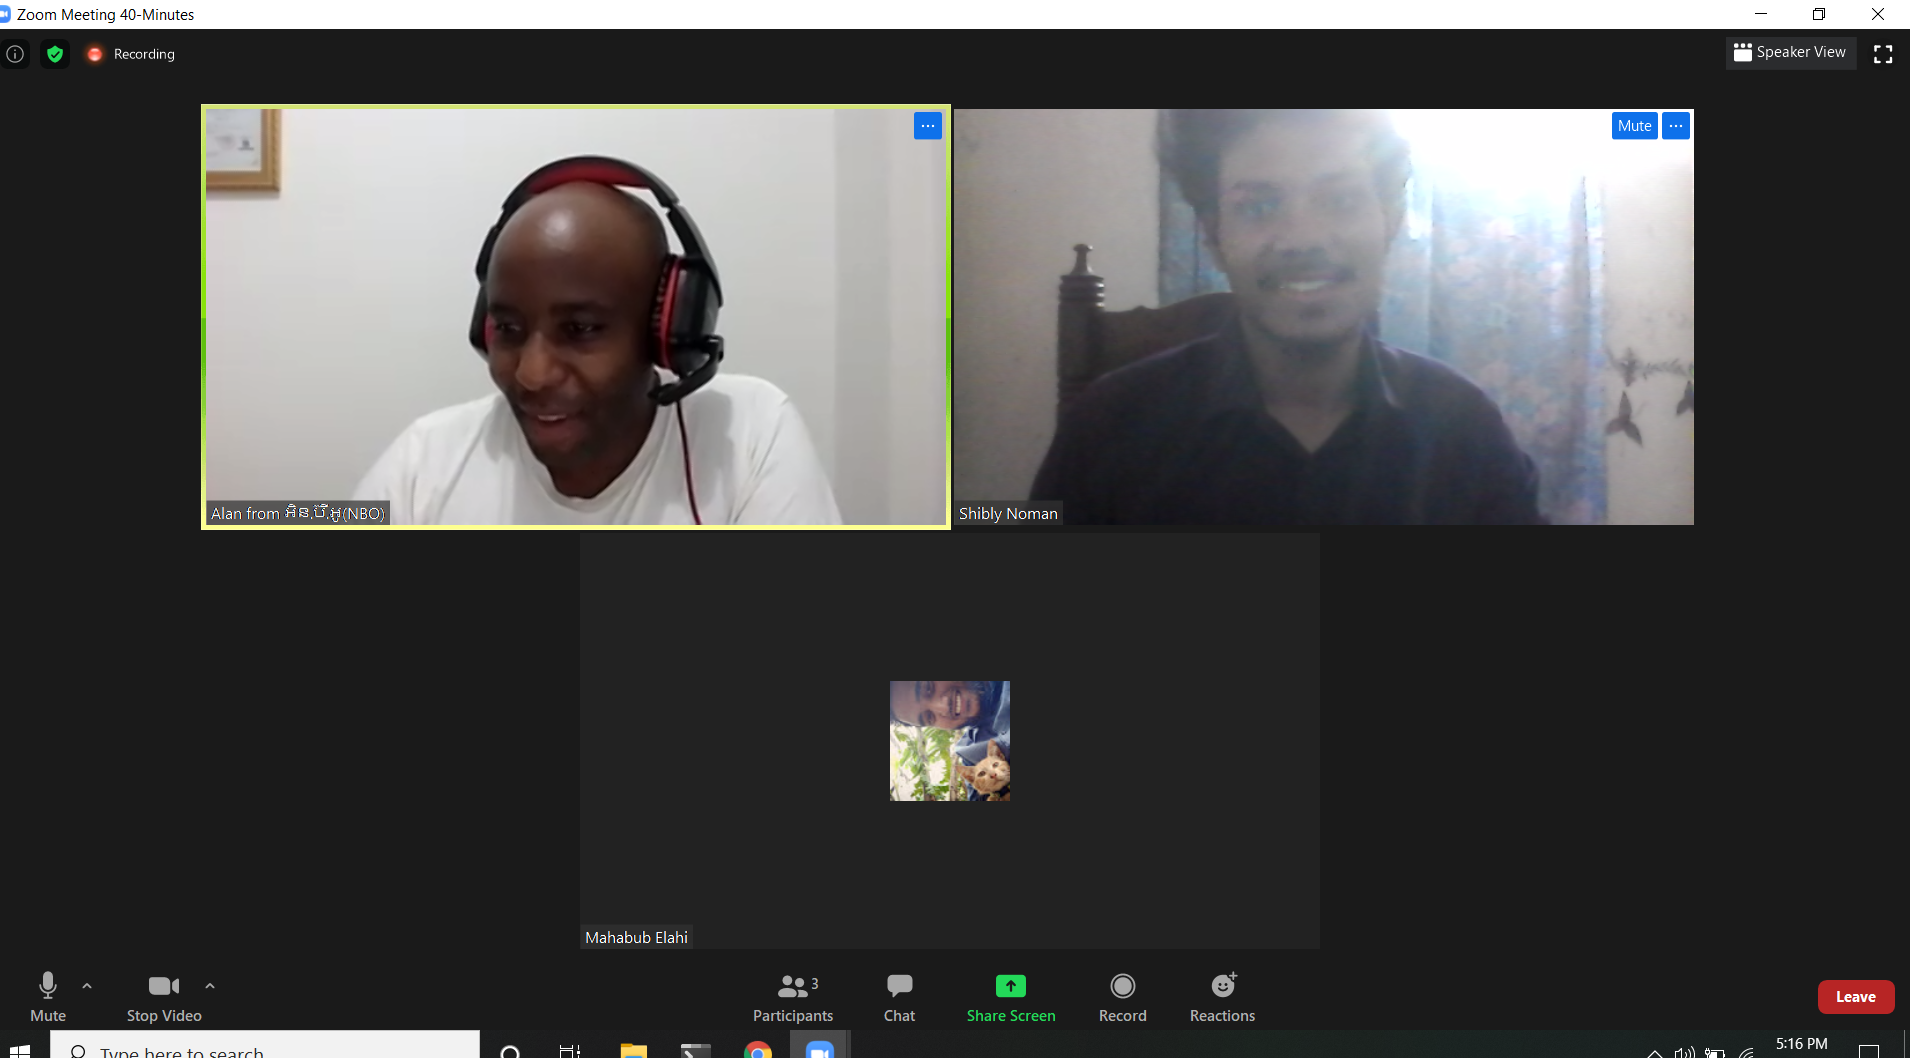 Zoom Meeting 40-Minutes
Recording
Speaker View
Mute
Alan from អិន.ប៊ី.អូ(NBO)
Shibly Noman
Mahabub Elahi
Mute
Stop Video
Participants 3
Chat
Share Screen
Record
Reactions
Leave
Type here to search
5:16 PM